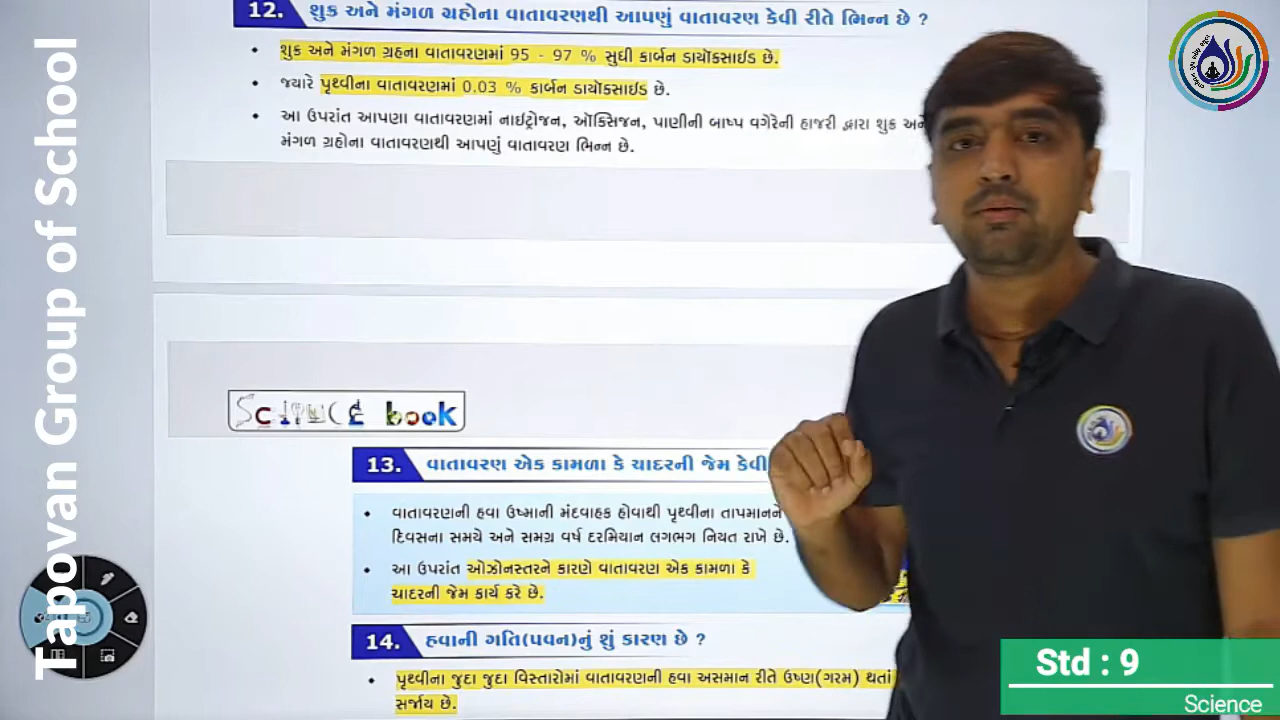 12. શુક્ર અને મંગળ ગ્રહોના વાતાવરણથી આપણું વાતાવરણ કેવી રીતે ભિન્ન છે ?
• શુક્ર અને મંગળ ગ્રહના વાતાવરણમાં 95 - 97 % સુધી કાર્બન ડાયૉક્સાઈડ છે.
• જ્યારે પૃથ્વીના વાતાવરણમાં 0.03 % કાર્બન ડાયૉક્સાઈડ છે.
• આ ઉપરાંત આપણા વાતાવરણમાં નાઇટ્રોજન, ઑક્સિજન, પાણીની બાષ્પ વગેરેની હાજરી દ્વારા શુક્ર અને
મંગળ ગ્રહોના વાતાવરણથી આપણું વાતાવરણ ભિન્ન છે.
SCIENCE book
13. વાતાવરણ એક કામળા કે ચાદરની જેમ કેવી
• વાતાવરણની હવા ઉષ્માની મંદવાહક હોવાથી પૃથ્વીના તાપમાનને
દિવસના સમયે અને સમગ્ર વર્ષ દરમિયાન લગભગ નિયત રાખે છે.
• આ ઉપરાંત ઓઝોનસ્તરને કારણે વાતાવરણ એક કામળા કે
ચાદરની જેમ કાર્ય કરે છે.
14. હવાની ગતિ(પવન)નું શું કારણ છે ?
• પૃથ્વીના જુદા જુદા વિસ્તારોમાં વાતાવરણની હવા અસમાન રીતે ઉષ્ણ(ગરમ) થતાં
સર્જાય છે.
Tapovan Group of School
Std : 9
Science